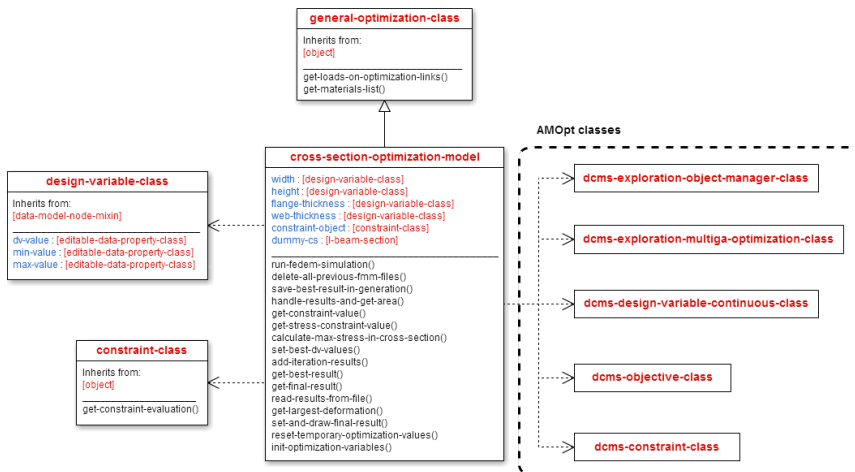 general-optimization-class
Inherits from:
[object]
get-loads-on-optimization-links()
get-materials-list()
AMOpt classes
cross-section-optimization-model
width : [design-variable-class]
height : [design-variable-class]
flange-thickness : [design-variable-class]
web-thickness : [design-variable-class]
constraint-object : [constraint-class]
dummy-cs : [I-beam-section]
run-fedem-simulation()
delete-all-previous-fmm-files()
save-best-result-in-generation()
handle-results-and-get-area()
get-constraint-value()
get-stress-constraint-value()
calculate-max-stress-in-cross-section()
set-best-dv-values()
add-iteration-results()
get-best-result()
get-final-result()
read-results-from-file()
get-largest-deformation()
set-and-draw-final-result()
reset-temporary-optimization-values()
init-optimization-variables()
design-variable-class
Inherits from:
[data-model-node-mixin]
dv-value : [editable-data-property-class]
min-value : [editable-data-property-class]
max-value : [editable-data-property-class]
constraint-class
Inherits from:
[object]
get-constraint-evaluation()
dcms-exploration-object-manager-class
dcms-exploration-multiga-optimization-class
dcms-design-variable-continuous-class
dcms-objective-class
dcms-constraint-class